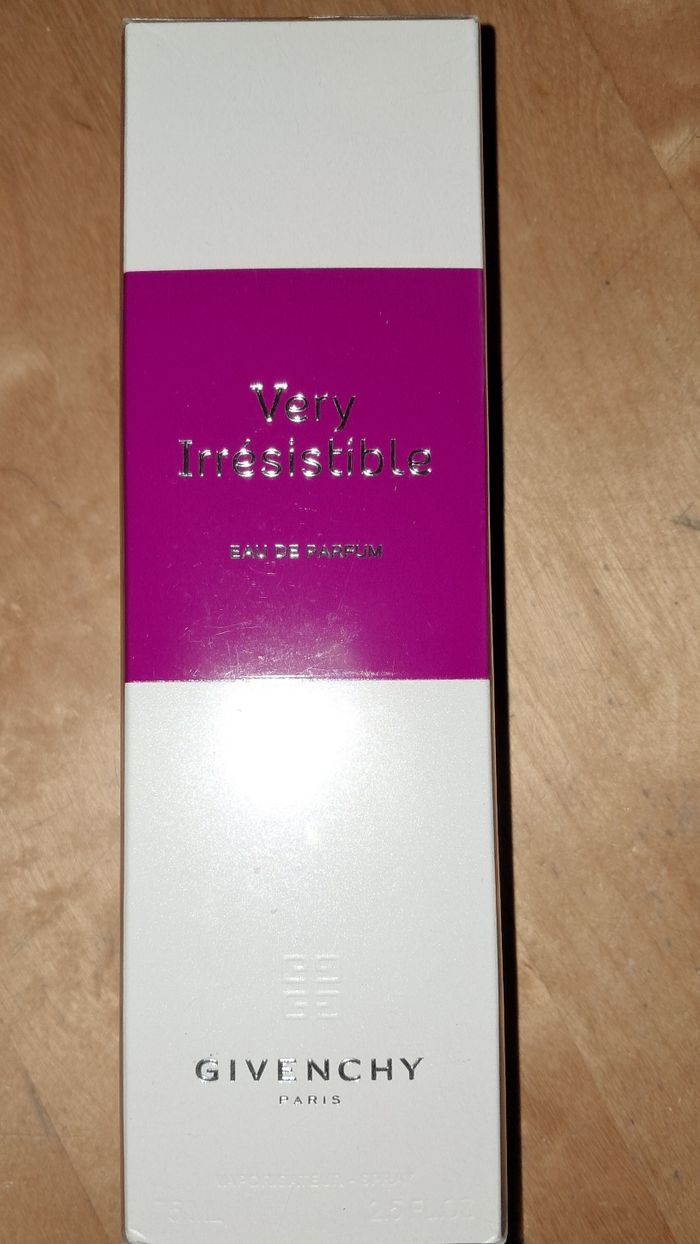 Very
Irrésistible
EAU DE PARFUM
GIVENCHY
PARIS
VAPORISATEUR - SPRAY
75 ML 2.5 FL.OZ